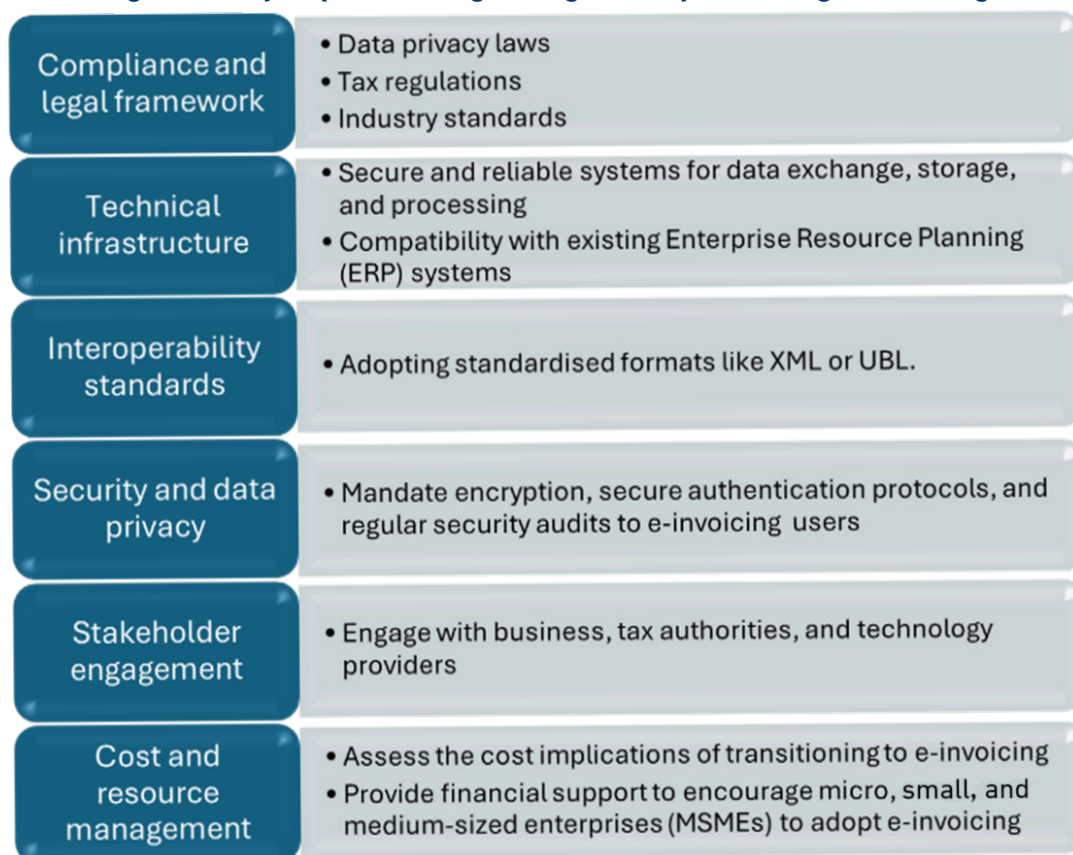 Compliance and
legal framework
• Data privacy laws
• Tax regulations
• Industry standards
Technical
infrastructure
• Secure and reliable systems for data exchange, storage,
and processing
• Compatibility with existing Enterprise Resource Planning
(ERP) systems
Interoperability
standards
• Adopting standardised formats like XML or UBL.
Security and data
privacy
• Mandate encryption, secure authentication protocols, and
regular security audits to e-invoicing users
Stakeholder
engagement
• Engage with business, tax authorities, and technology
providers
Cost and
resource
management
• Assess the cost implications of transitioning to e-invoicing
• Provide financial support to encourage micro, small, and
medium-sized enterprises (MSMEs) to adopt e-invoicing